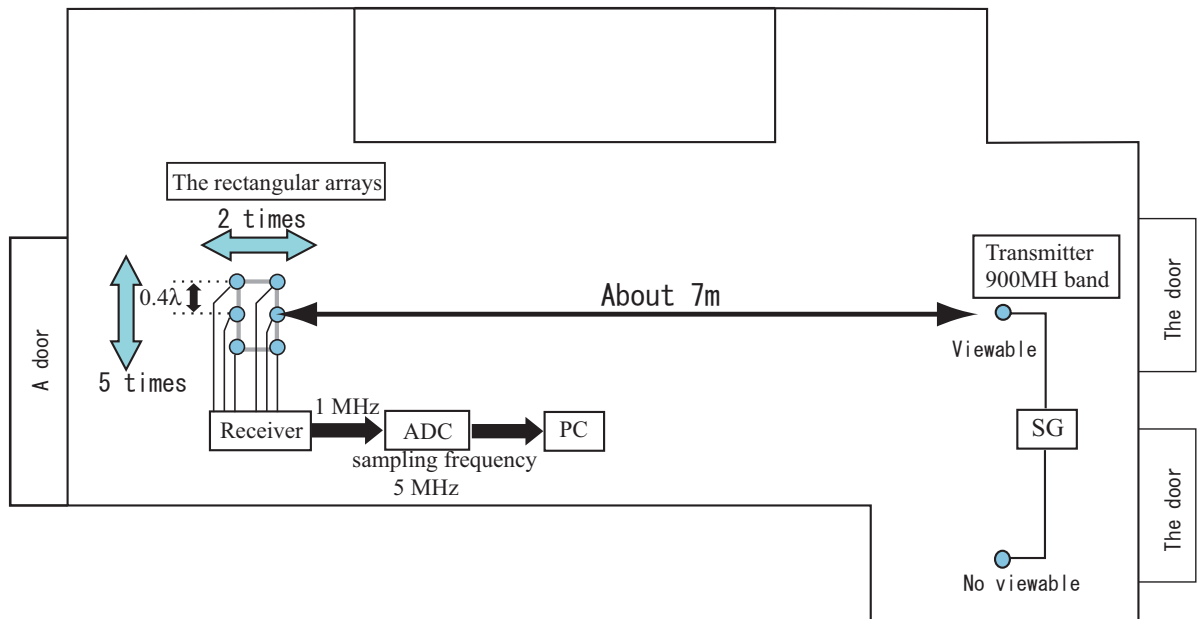 The rectangular arrays
2 times
0.4λ
5 times
A door
About 7m
Transmitter
900MH band
Viewable
The door
1 MHz
Receiver
ADC
PC
sampling frequency
5 MHz
SG
The door
No viewable